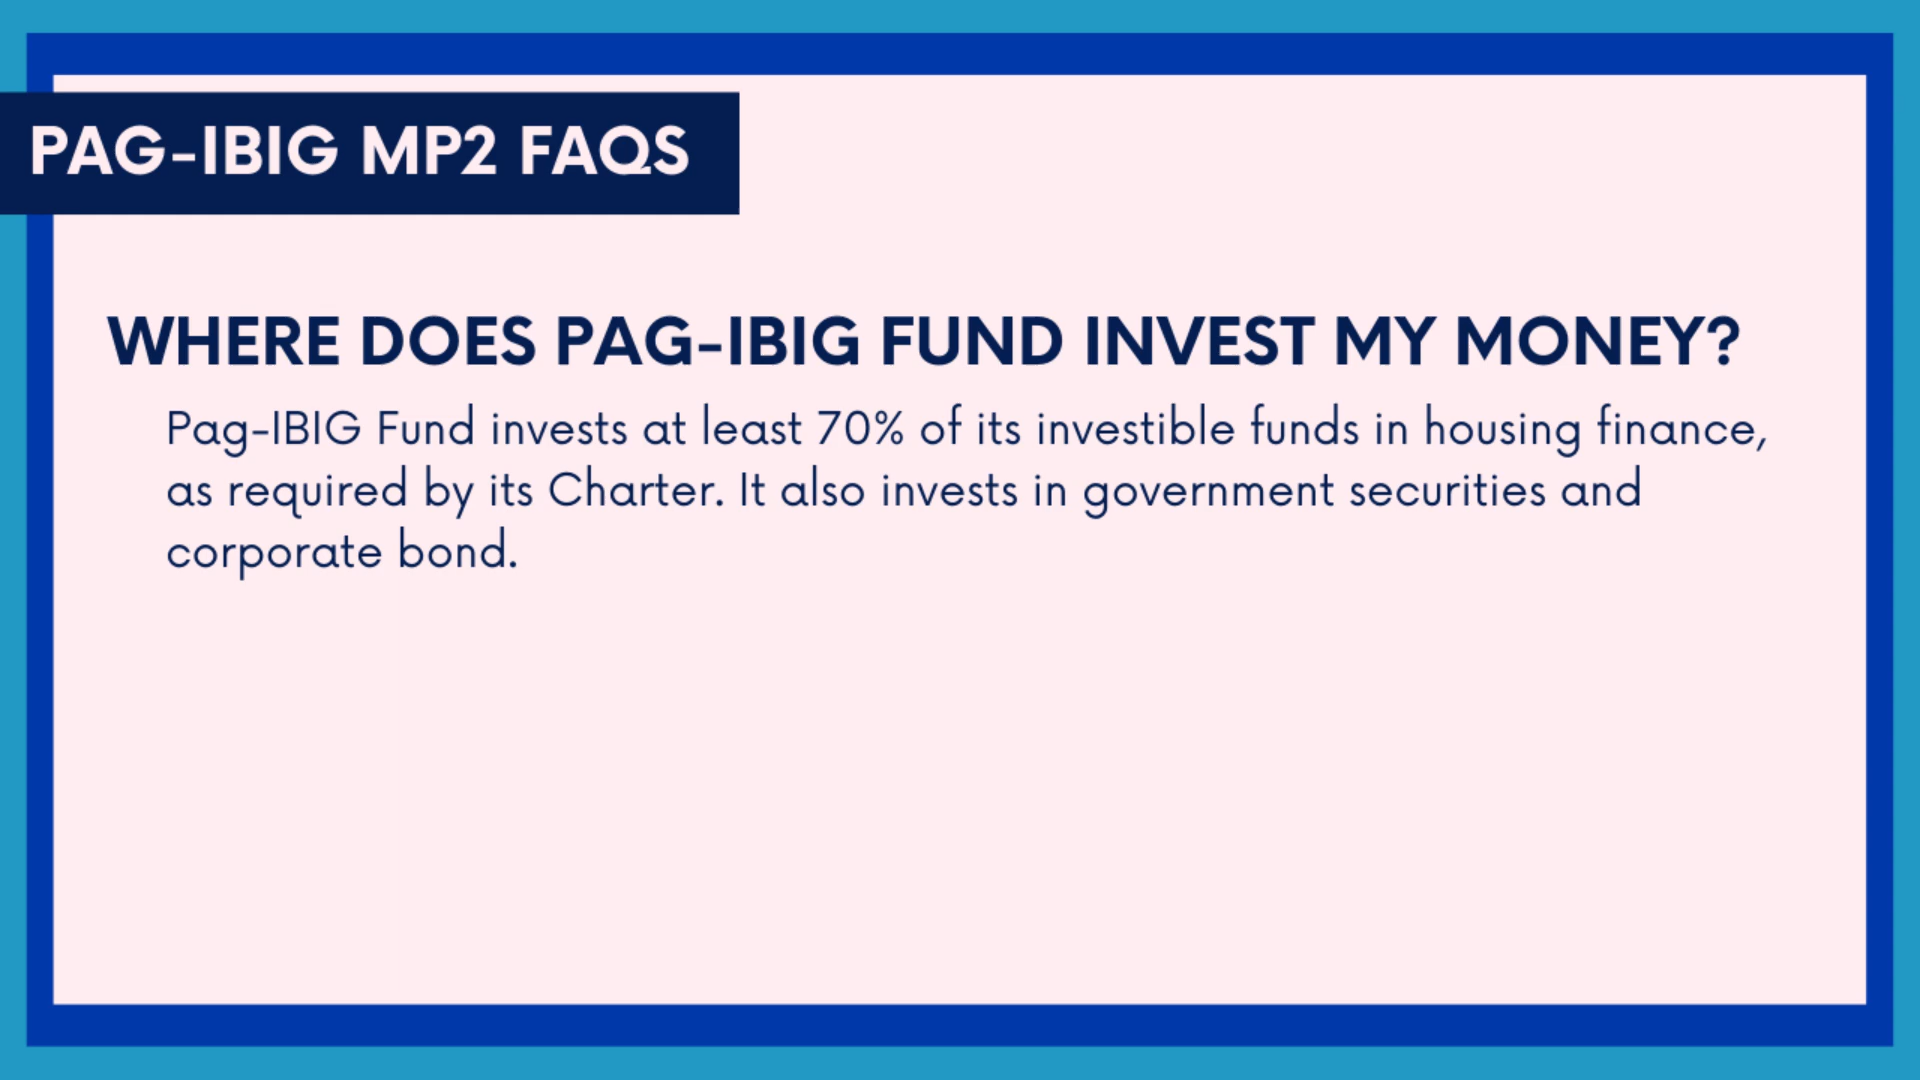 PAG-IBIG MP2 FAQS
WHERE DOES PAG-IBIG FUND INVEST MY MONEY?
Pag-IBIG Fund invests at least 70% of its investible funds in housing finance,
as required by its Charter. It also invests in government securities and
corporate bond.